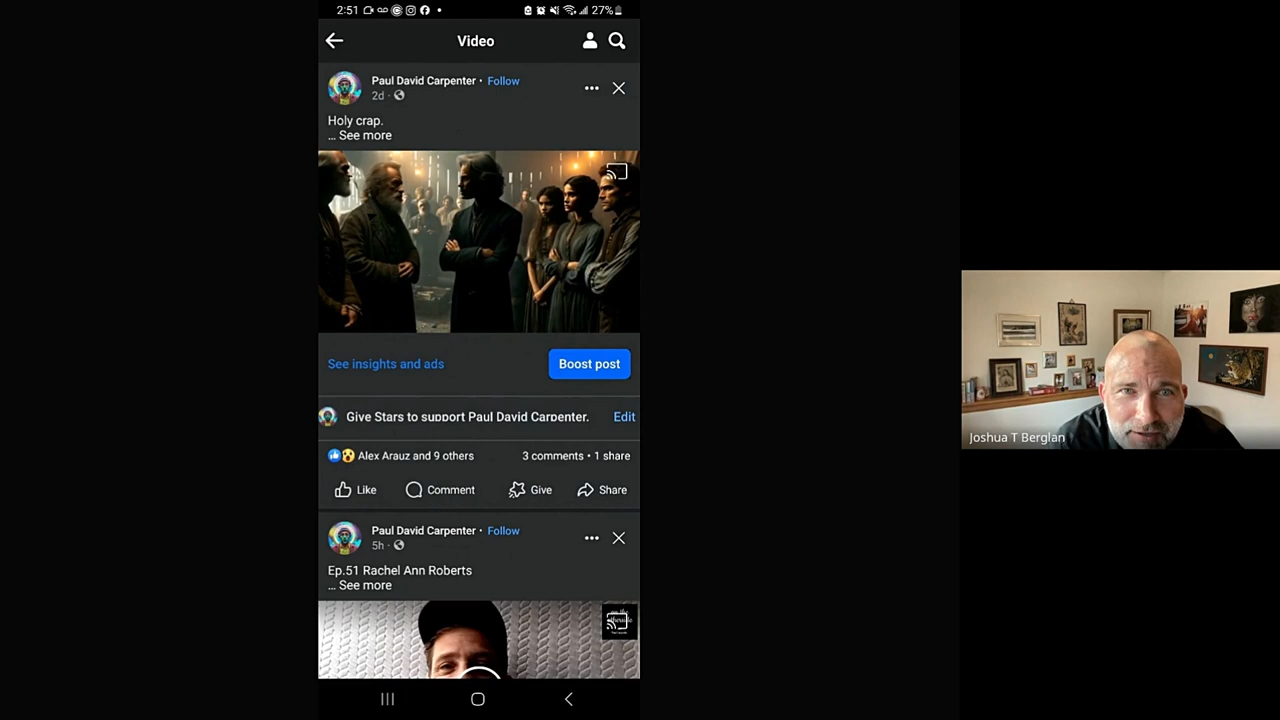 2:51
27%
Video
Paul David Carpenter • Follow
2d
Holy crap.
... See more
See insights and ads
Boost post
Give Stars to support Paul David Carpenter.
Edit
Alex Arauz and 9 others
3 comments • 1 share
Like
Comment
Give
Share
Paul David Carpenter • Follow
5h
Ep.51 Rachel Ann Roberts
... See more
Joshua T Berglan